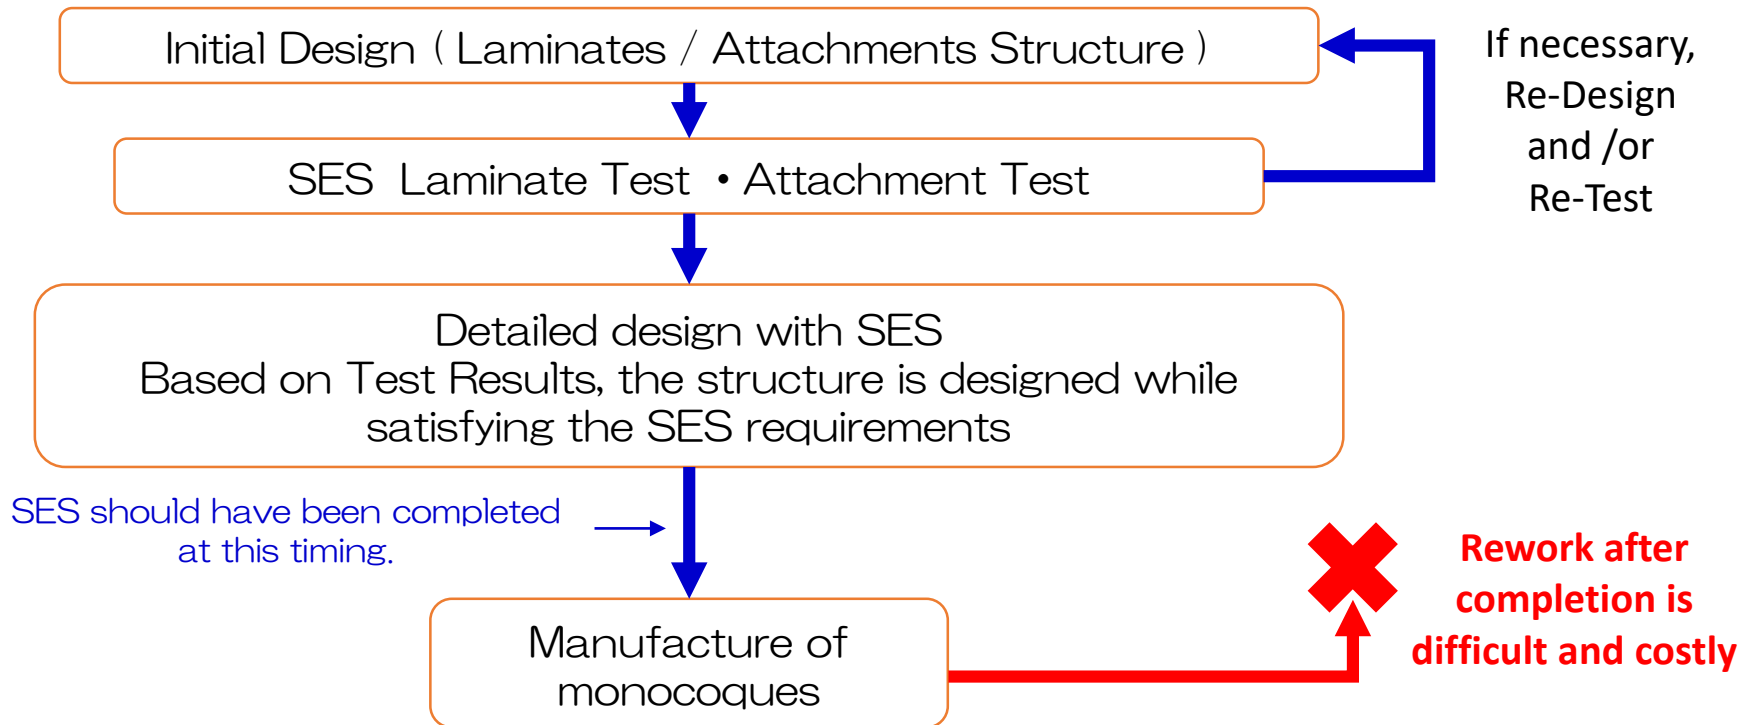 Initial Design ( Laminates / Attachments Structure )
If necessary,
Re-Design
and /or
Re-Test
SES Laminate Test ・Attachment Test
Detailed design with SES
Based on Test Results, the structure is designed while
satisfying the SES requirements
SES should have been completed
at this timing.
Rework after
completion is
difficult and costly
Manufacture of
monocoques